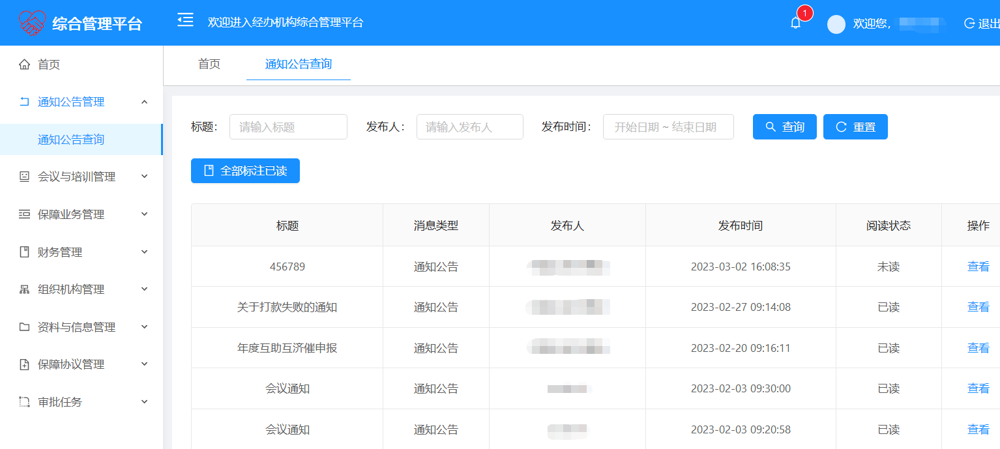 综合管理平台
欢迎进入经办机构综合管理平台
1
欢迎您,
退出
首页
通知公告管理
通知公告查询
会议与培训管理
保障业务管理
财务管理
组织机构管理
资料与信息管理
保障协议管理
审批任务
首页 通知公告查询
标题： 请输入标题 发布人： 请输入发布人 发布时间： 开始日期 ~ 结束日期 查询 重置
全部标注已读
标题 消息类型 发布人 发布时间 阅读状态 操作
456789 通知公告 2023-03-02 16:08:35 未读 查看
关于打款失败的通知 通知公告 2023-02-27 09:14:08 已读 查看
年度互助互济催申报 通知公告 2023-02-20 09:16:11 已读 查看
会议通知 通知公告 2023-02-03 09:30:00 已读 查看
会议通知 通知公告 2023-02-03 09:20:58 已读 查看